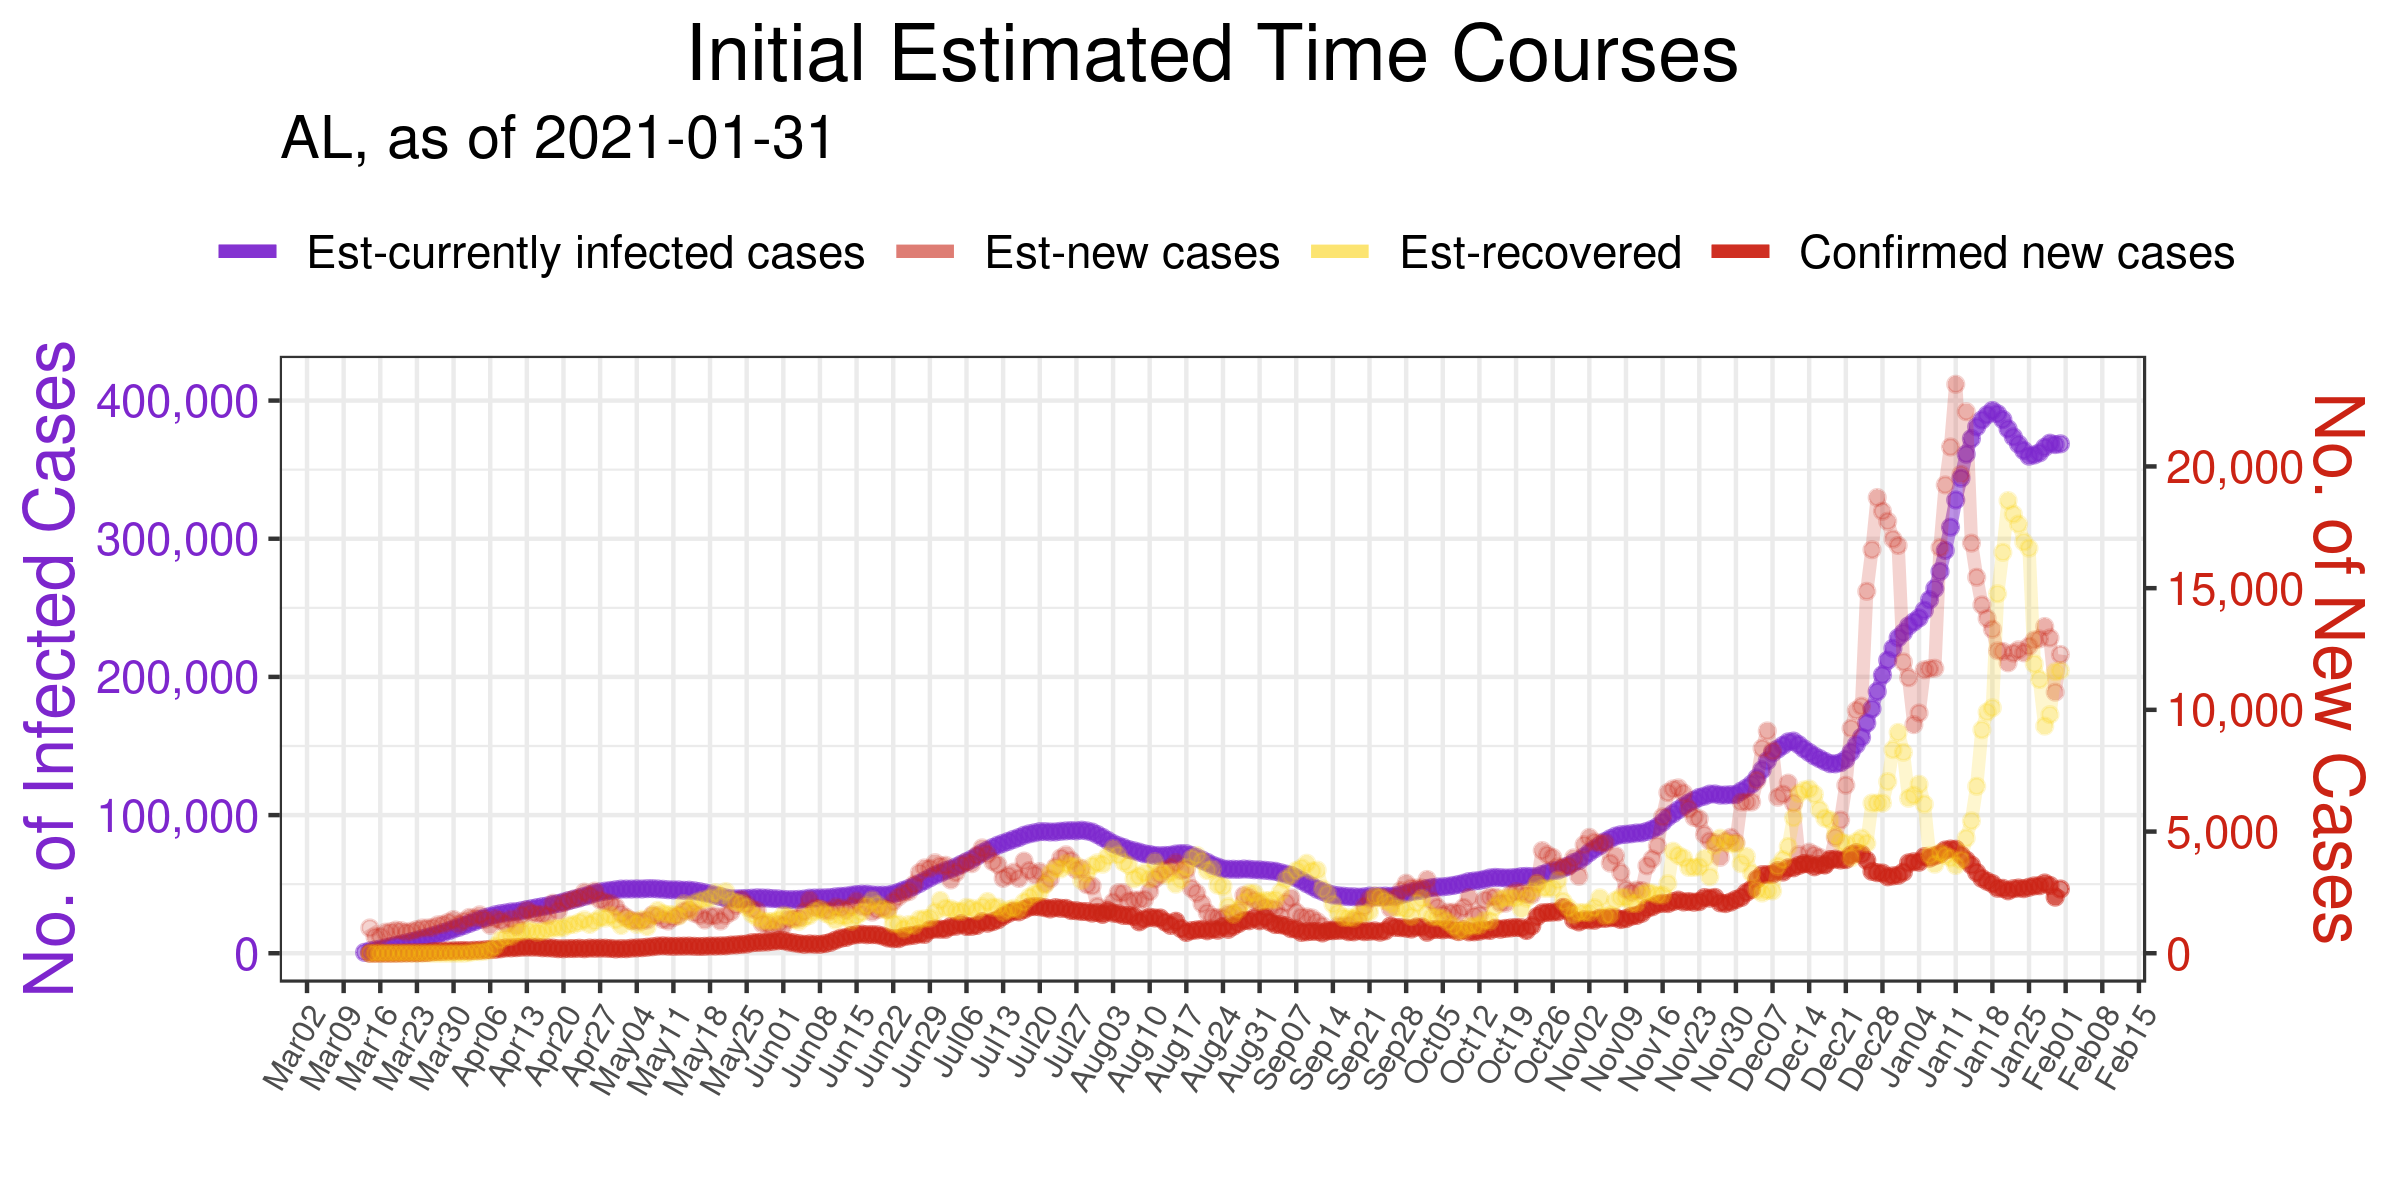 Initial Estimated Time Courses
AL, as of 2021-01-31
Est-currently infected cases Est-new cases Est-recovered Confirmed new cases
No. of Infected Cases
400,000
300,000
200,000
100,000
0
20,000
15,000
10,000
5,000
0
No. of New Cases
Mar02 Mar09 Mar16 Mar23 Mar30 Apr06 Apr13 Apr20 Apr27 May04 May11 May18 May25 Jun01 Jun08 Jun15 Jun22 Jun29 Jul06 Jul13 Jul20 Jul27 Aug03 Aug10 Aug17 Aug24 Aug31 Sep07 Sep14 Sep21 Sep28 Oct05 Oct12 Oct19 Oct26 Nov02 Nov09 Nov16 Nov23 Nov30 Dec07 Dec14 Dec21 Dec28 Jan04 Jan11 Jan18 Jan25 Feb01 Feb08 Feb15